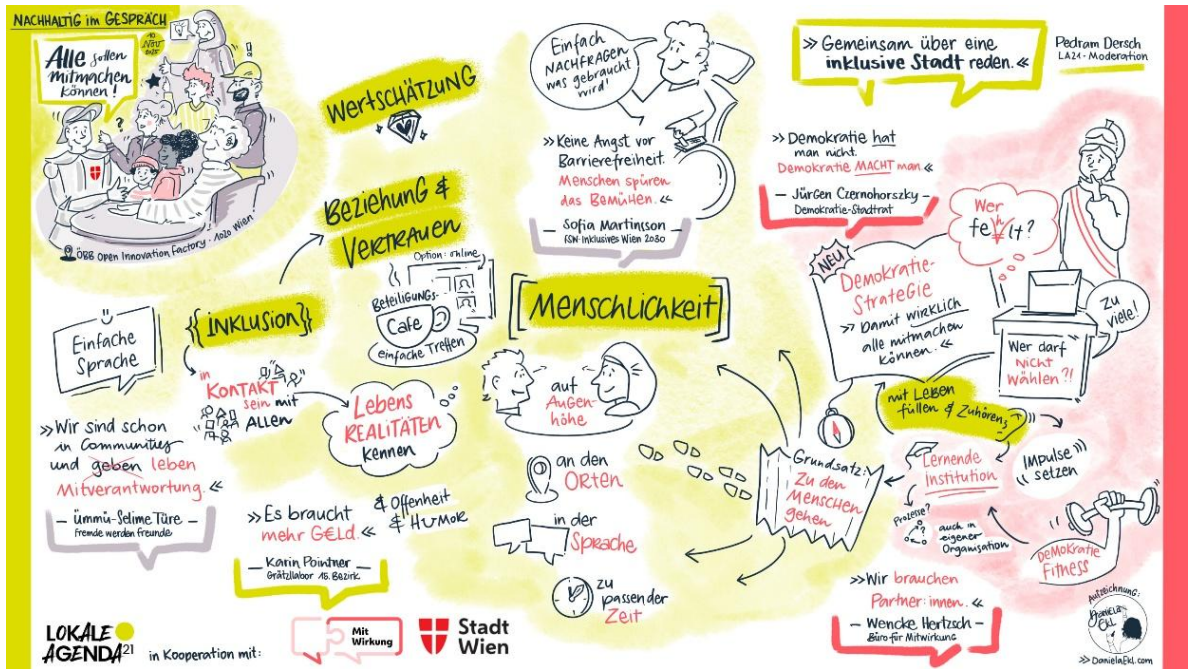 NACHHALTIG im GESPRÄCH
10.
Nov
2025
Alle sollen
mitmachen
können!
?
!
ÖBB Open Innovation Factory · 1020 Wien
WERTSCHÄTZUNG
BEZIEHUNG &
VERTRAUEN
{INKLUSION}
Einfache
Sprache
in
KONTAKT
sein mit
ALLEN
>> Wir sind schon
in Communities
und geben leben
Mitverantwortung. <<
- Ümmü-Selime Türe
fremde werden freunde
Option: online
BETEILIGUNGS-
Cafe
einfache Treffen
Lebens
REALITÄTEN
kennen
>> Es braucht
mehr G€Ld. <<
& Offenheit
& HUMOR
- Karin Pointner
Grätzllabor 15. Bezirk
Einfach
NACHFRAGEN
was gebraucht
wird!
>> Keine Angst vor
Barrierefreiheit.
Menschen spüren
das Bemühen. <<
- Sofia Martinsson
FSW-Inklusives Wien 2030
[MENSCHLICHKEIT]
auf
AUGEN-
HÖHE
an den
ORTEN
in der
Sprache
zu
passender
Zeit
>> Gemeinsam über eine
inklusive Stadt reden. <<
Pedram Dersch
LA21-Moderation
>> Demokratie hat
man nicht.
Demokratie MACHT man. <<
- Jürgen Czernohorszky -
Demokratie-Stadtrat
Wer
fehlt?
NEU
DEMOKRATIE-
STRATEGIE
>> Damit wirklich
alle mitmachen
können. <<
Zu
viele!
Wer darf
nicht
wählen?!
mit Leben
füllen & Zuhören
Grundsatz:
Zu den
Menschen
gehen
Lernende
Institution
IMPULSE
setzen
Prozesse?
?
auch in
eigener
Organisation
DEMOKRATIE
FITNESS
>> Wir brauchen
Partner:innen. <<
- Wencke Hertzsch
Büro für Mitwirkung
Aufzeichnung:
Daniela
Ekl
>> DanielaEkl.com
LOKALE
AGENDA 21
in Kooperation mit:
Mit
Wirkung
Stadt
Wien